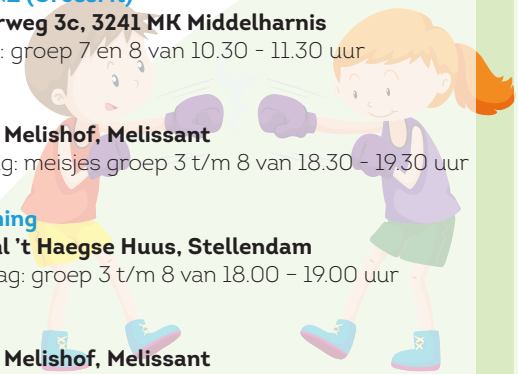 rweg 3c, 3241 MK Middelharnis
: groep 7 en 8 van 10.30 - 11.30 uur
Melishof, Melissant
g: meisjes groep 3 t/m 8 van 18.30 - 19.30 uur
ning
al 't Haegse Huus, Stellendam
ag: groep 3 t/m 8 van 18.00 – 19.00 uur
Melishof, Melissant